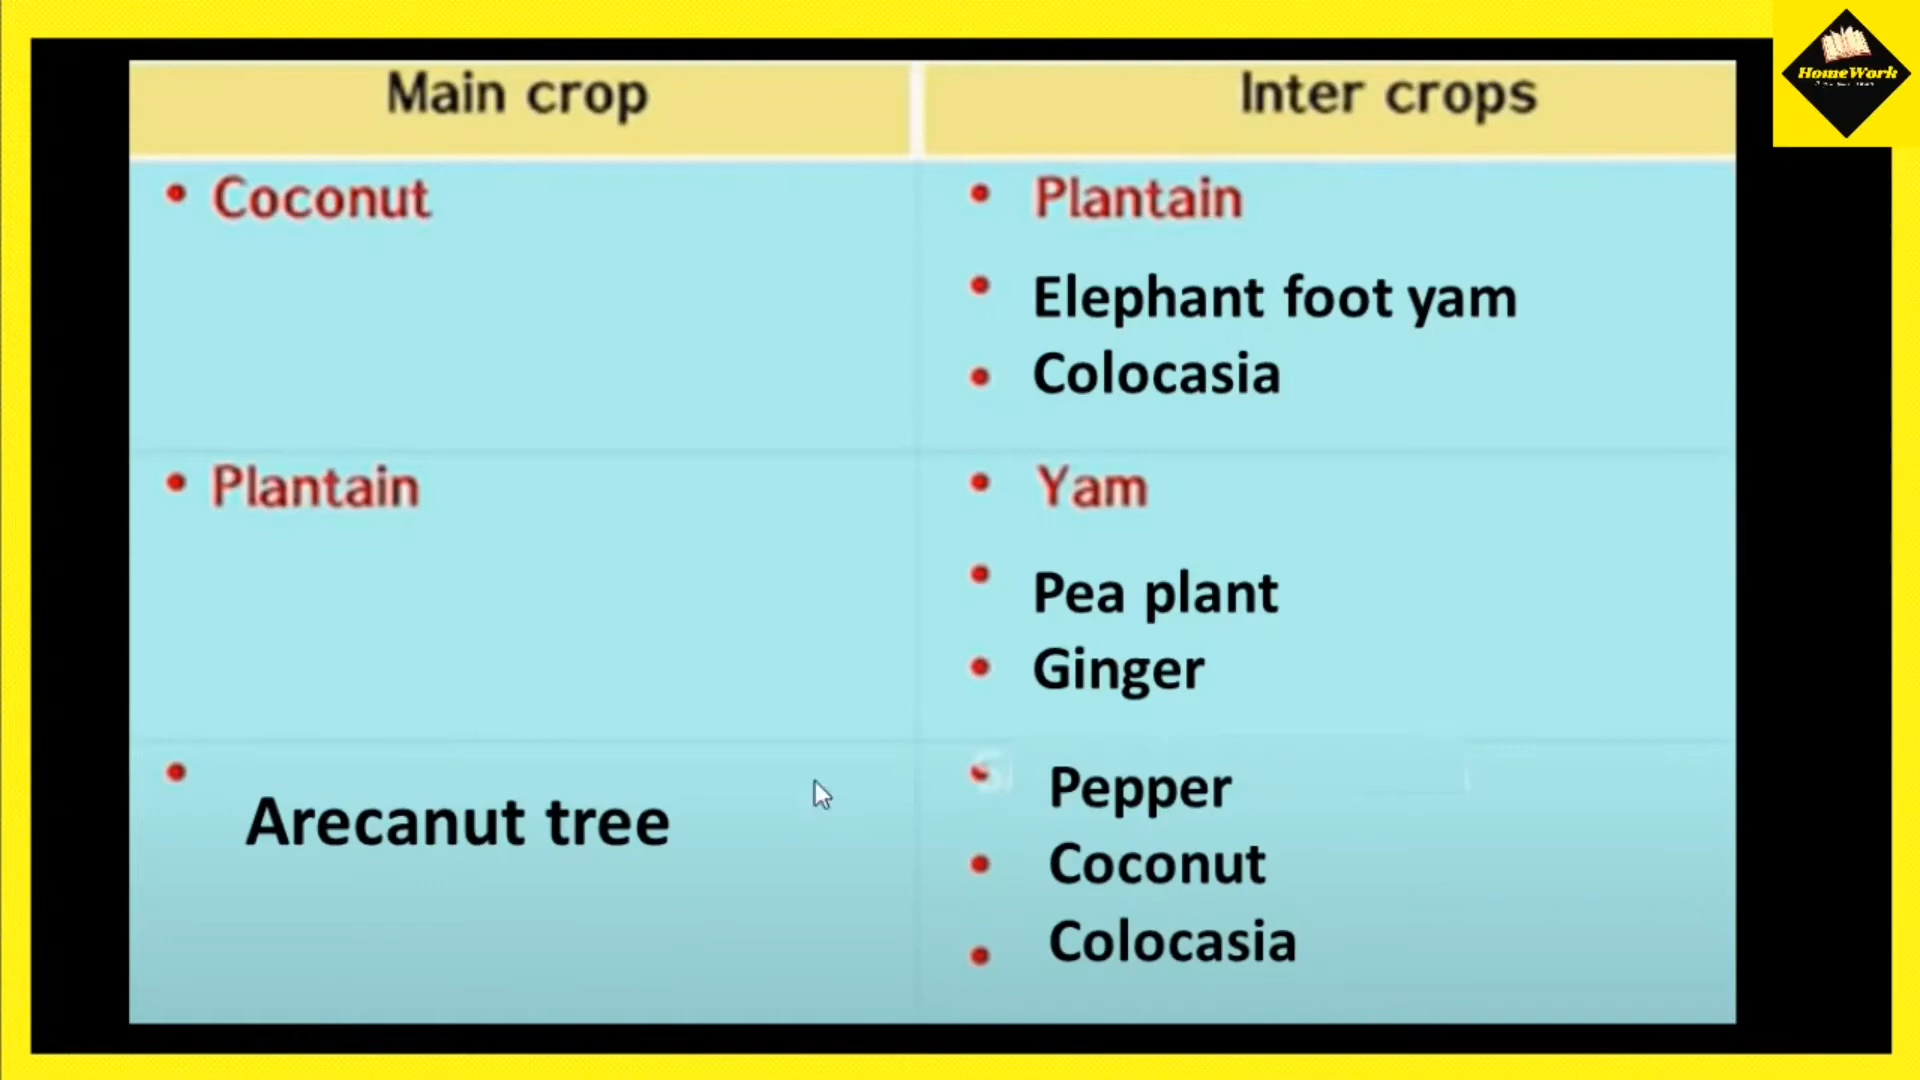 Main crop
Inter crops
• Coconut
• Plantain
• Elephant foot yam
• Colocasia
• Plantain
• Yam
• Pea plant
• Ginger
• Arecanut tree
• Pepper
• Coconut
• Colocasia
HomeWork